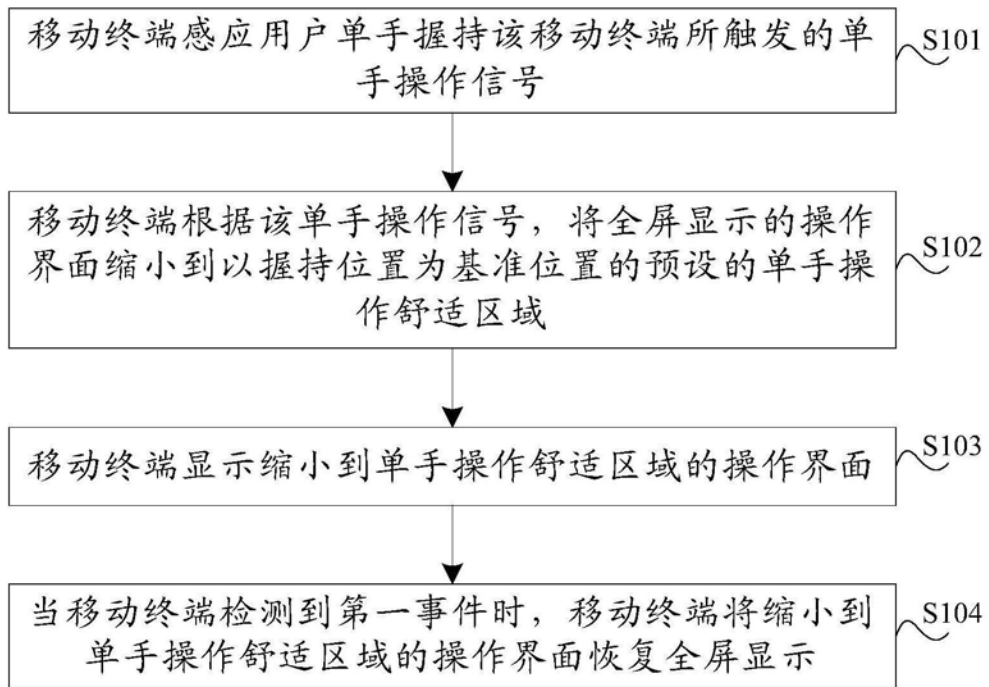 移动终端感应用户单手握持该移动终端所触发的单
手操作信号
S101
移动终端根据该单手操作信号，将全屏显示的操作
界面缩小到以握持位置为基准位置的预设的单手操
作舒适区域
S102
移动终端显示缩小到单手操作舒适区域的操作界面
S103
当移动终端检测到第一事件时，移动终端将缩小到
单手操作舒适区域的操作界面恢复全屏显示
S104